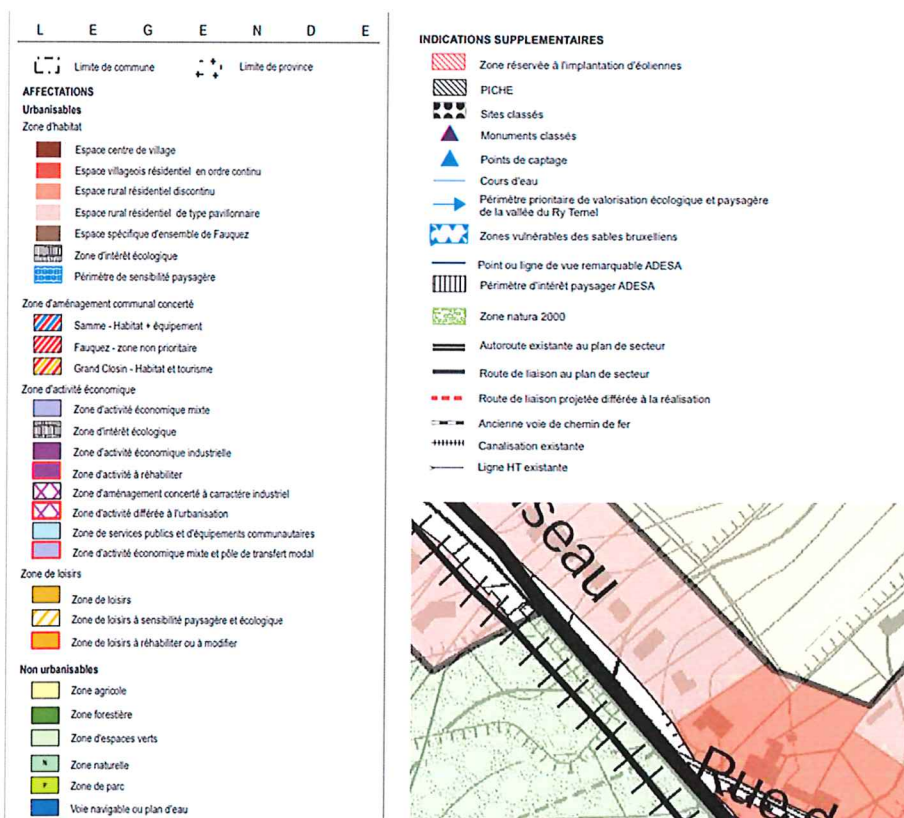 L E G E N D E
Limite de commune
Limite de province
AFFECTATIONS
Urbanisables
Zone d'habitat
Espace centre de village
Espace villageois résidentiel en ordre continu
Espace rural résidentiel discontinu
Espace rural résidentiel de type pavillonnaire
Espace spécifique d'ensemble de Fauquez
Zone d'intérêt écologique
Périmètre de sensibilité paysagère
Zone d'aménagement communal concerté
Samme - Habitat + équipement
Fauquez - zone non prioritaire
Grand Closin - Habitat et tourisme
Zone d'activité économique
Zone d'activité économique mixte
Zone d'intérêt écologique
Zone d'activité économique industrielle
Zone d'activité à réhabiliter
Zone d'aménagement concerté à carractère industriel
Zone d'activité différée à l'urbanisation
Zone de services publics et d'équipements communautaires
Zone d'activité économique mixte et pôle de transfert modal
Zone de loisirs
Zone de loisirs
Zone de loisirs à sensibilité paysagère et écologique
Zone de loisirs à réhabiliter ou à modifier
Non urbanisables
Zone agricole
Zone forestière
Zone d'espaces verts
N Zone naturelle
P Zone de parc
Voie navigable ou plan d'eau
INDICATIONS SUPPLEMENTAIRES
Zone réservée à l'implantation d'éoliennes
PICHE
Sites classés
Monuments classés
Points de captage
Cours d'eau
Périmètre prioritaire de valorisation écologique et paysagère
de la vallée du Ry Ternel
Zones vulnérables des sables bruxelliens
Point ou ligne de vue remarquable ADESA
Périmètre d'intérêt paysager ADESA
Zone natura 2000
Autoroute existante au plan de secteur
Route de liaison au plan de secteur
Route de liaison projetée différée à la réalisation
Ancienne voie de chemin de fer
Canalisation existante
Ligne HT existante
seau
Rue d